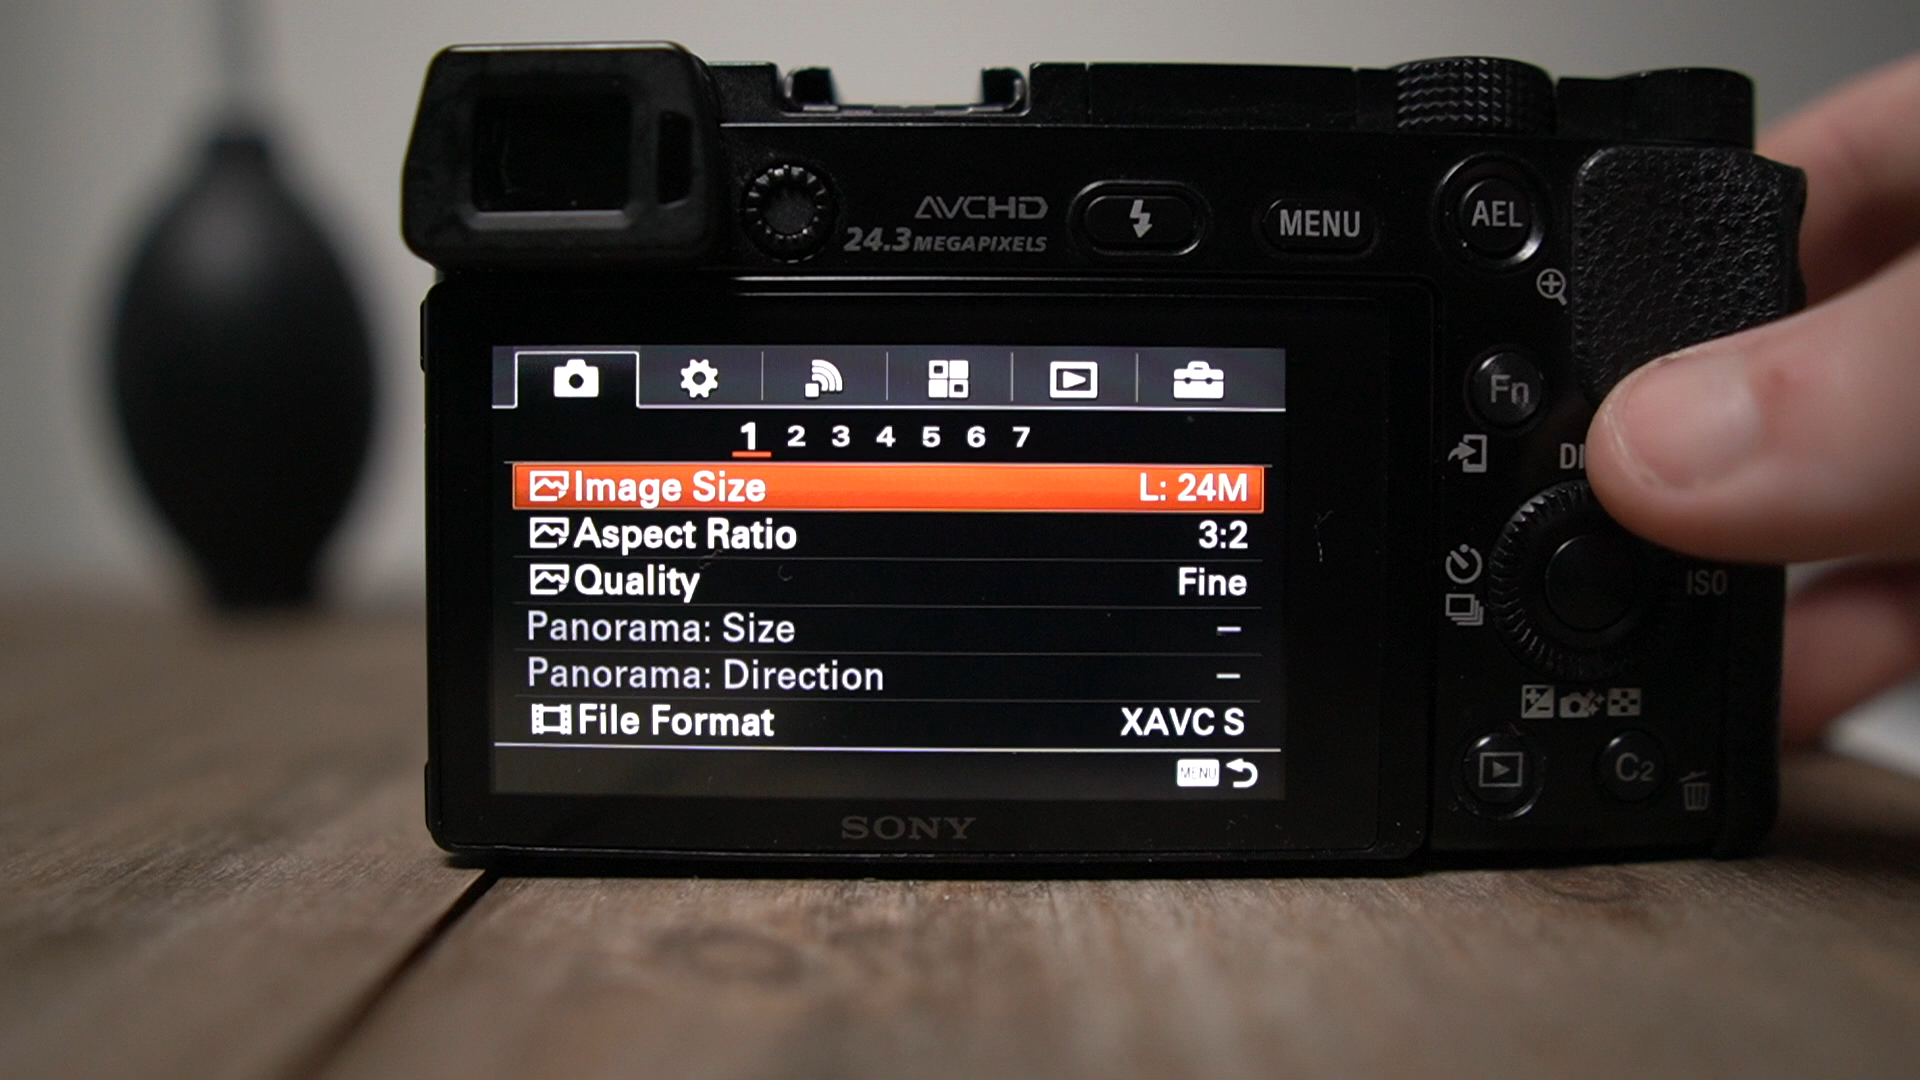 AVCHD
24.3 MEGAPIXELS
MENU
AEL
Fn
1 2 3 4 5 6 7
Image Size L: 24M
Aspect Ratio 3:2
Quality Fine
Panorama: Size –
Panorama: Direction –
File Format XAVC S
MENU
ISO
C2
SONY